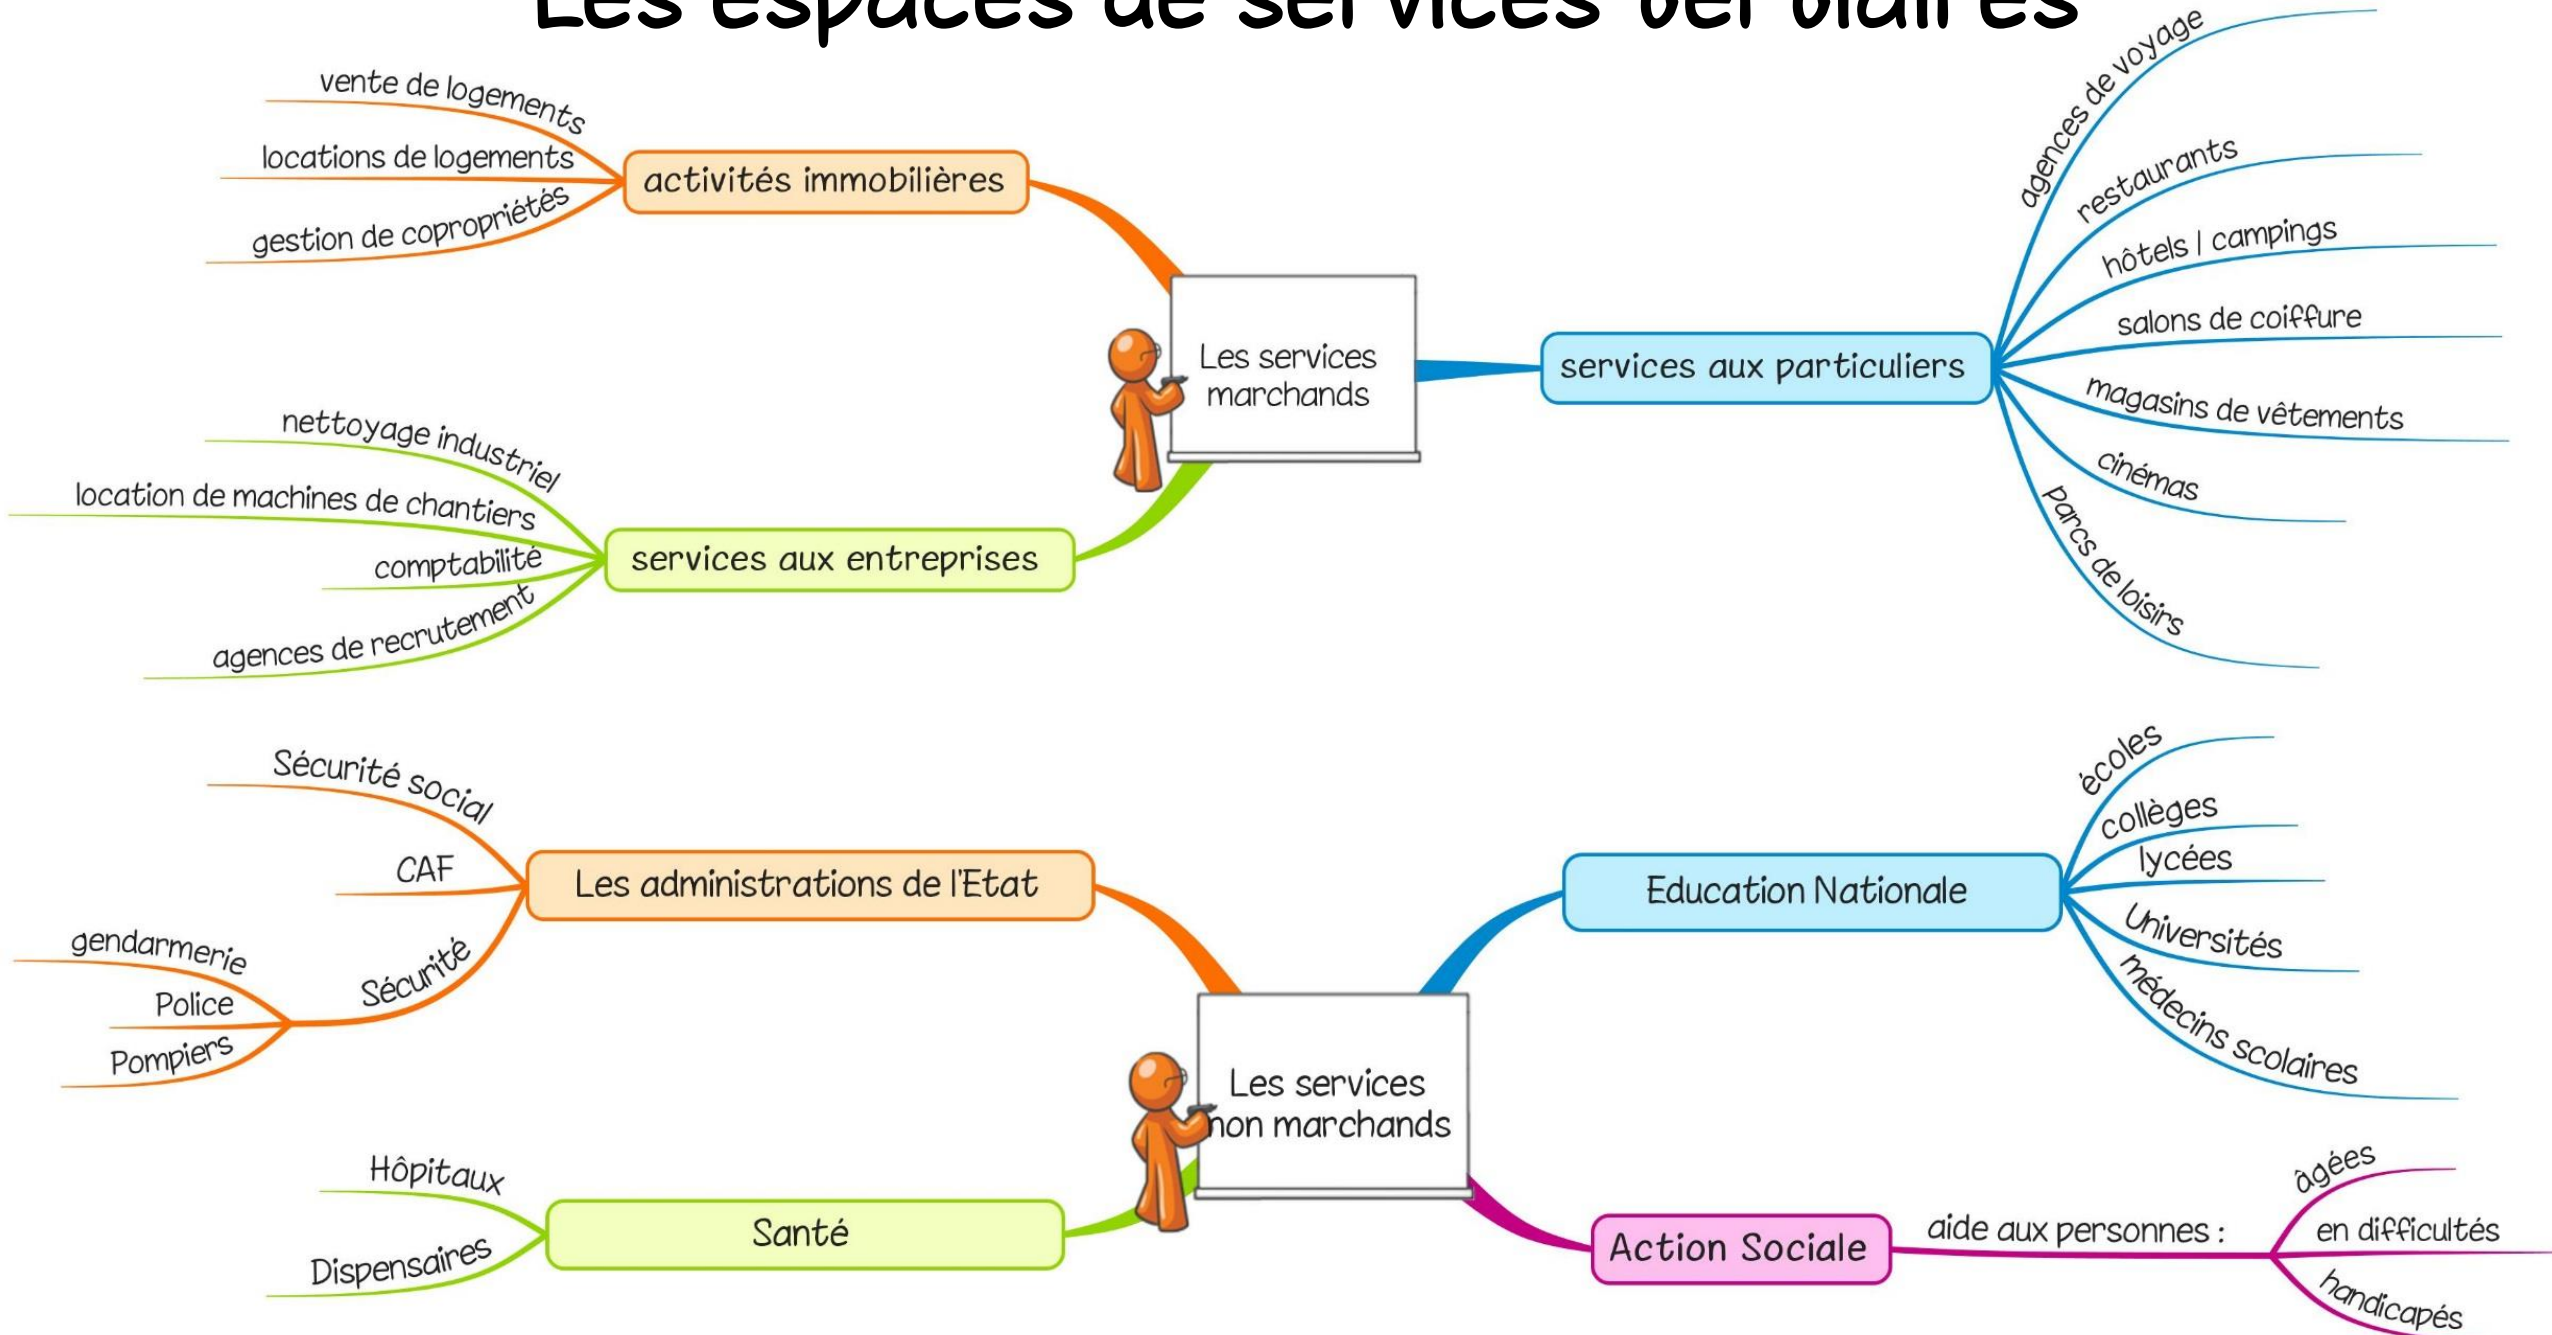 Les espaces de services tertiaires
vente de logements
locations de logements
gestion de copropriétés
activités immobilières
nettoyage industriel
location de machines de chantiers
comptabilité
agences de recrutement
services aux entreprises
Les services
marchands
services aux particuliers
agences de voyage
restaurants
hôtels / campings
salons de coiffure
magasins de vêtements
cinémas
Parcs de loisirs
Sécurité social
CAF
Sécurité
gendarmerie
Police
Pompiers
Les administrations de l'Etat
Hôpitaux
Dispensaires
Santé
Les services
non marchands
Education Nationale
écoles
collèges
lycées
Universités
médecins scolaires
Action Sociale
aide aux personnes :
âgées
en difficultés
handicapés